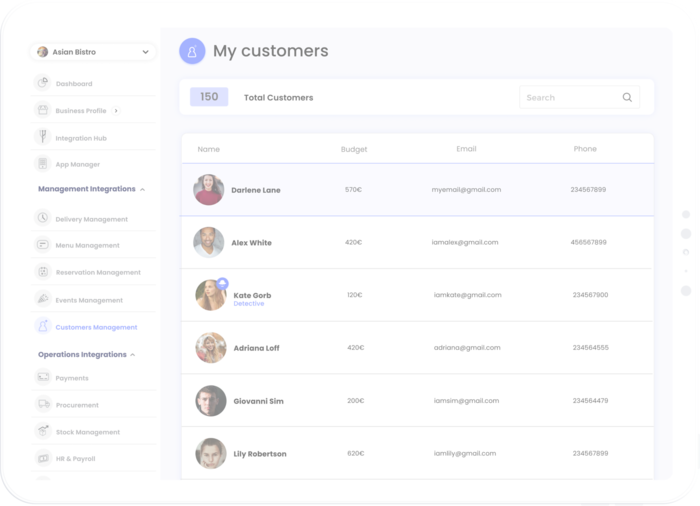 Asian Bistro
My customers
Dashboard
150 Total Customers
Search
Business Profile
Integration Hub
App Manager
Name Budget Email Phone
Management Integrations
Darlene Lane 570€ myemail@gmail.com 234567899
Delivery Management
Alex White 420€ iamalex@gmail.com 456567899
Menu Management
Reservation Management
Events Management
Kate Gorb 120€ iamkate@gmail.com 234567900
Detective
Customers Management
Operations Integrations
Adriana Loff 420€ adriana@gmail.com 234564555
Payments
Procurement
Giovanni Sim 200€ iamsim@gmail.com 234564479
Stock Management
HR & Payroll
Lily Robertson 620€ iamlily@gmail.com 234567899